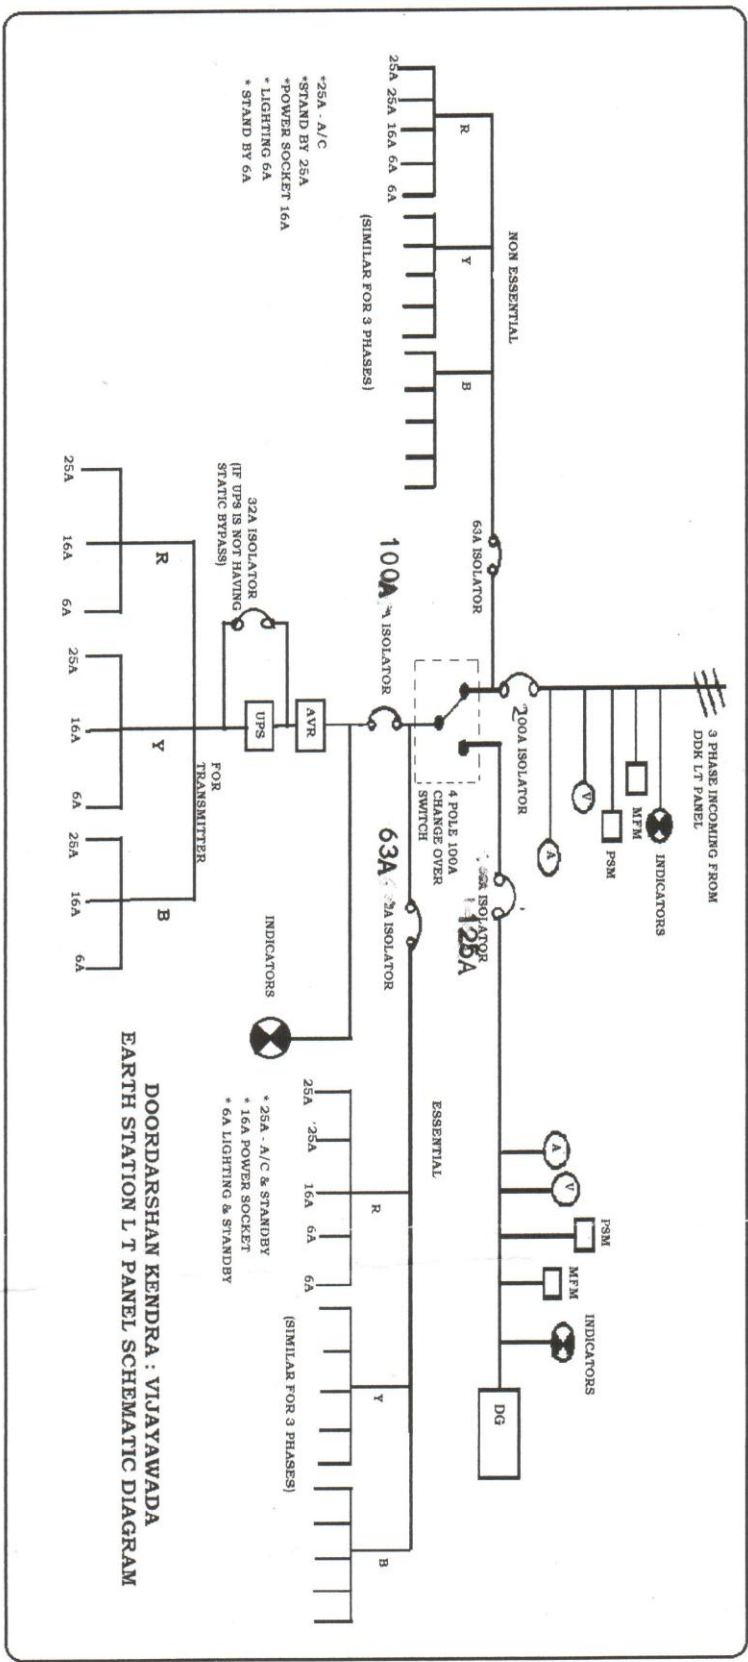 3 PHASE INCOMING FROM
DDK LT PANEL
INDICATORS
MFM
PSM
V
A
200A ISOLATOR
NON ESSENTIAL
63A ISOLATOR
R
Y
B
25A 25A 16A 6A 6A
(SIMILAR FOR 3 PHASES)
*25A - A/C
*STAND BY 25A
*POWER SOCKET 16A
* LIGHTING 6A
* STAND BY 6A
4 POLE 100A
CHANGE OVER
SWITCH
ISOLATOR
125A
A
V
PSM
MFM
INDICATORS
DG
100A
ISOLATOR
63A
ISOLATOR
ESSENTIAL
R
Y
B
25A '25A 16A 6A 6A
(SIMILAR FOR 3 PHASES)
* 25A - A/C & STANDBY
* 16A POWER SOCKET
* 6A LIGHTING & STANDBY
INDICATORS
AVR
UPS
32A ISOLATOR
(IF UPS IS NOT HAVING
STATIC BYPASS)
FOR
TRANSMITTER
R
Y
B
25A 16A 6A
25A 16A 6A
25A 16A 6A
DOORDARSHAN KENDRA : VIJAYAWADA
EARTH STATION L T PANEL SCHEMATIC DIAGRAM